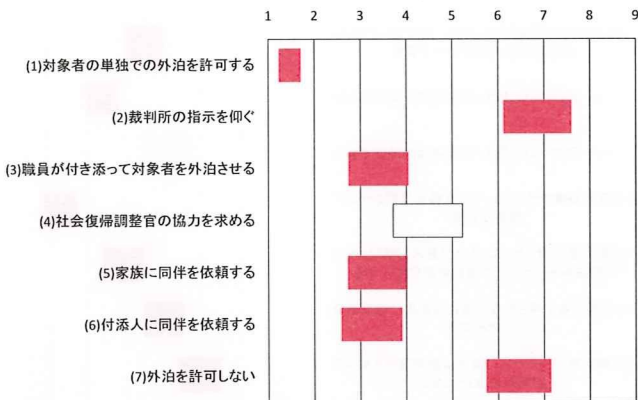 1 2 3 4 5 6 7 8 9
(1)対象者の単独での外泊を許可する
(2)裁判所の指示を仰ぐ
(3)職員が付き添って対象者を外泊させる
(4)社会復帰調整官の協力を求める
(5)家族に同伴を依頼する
(6)付添人に同伴を依頼する
(7)外泊を許可しない